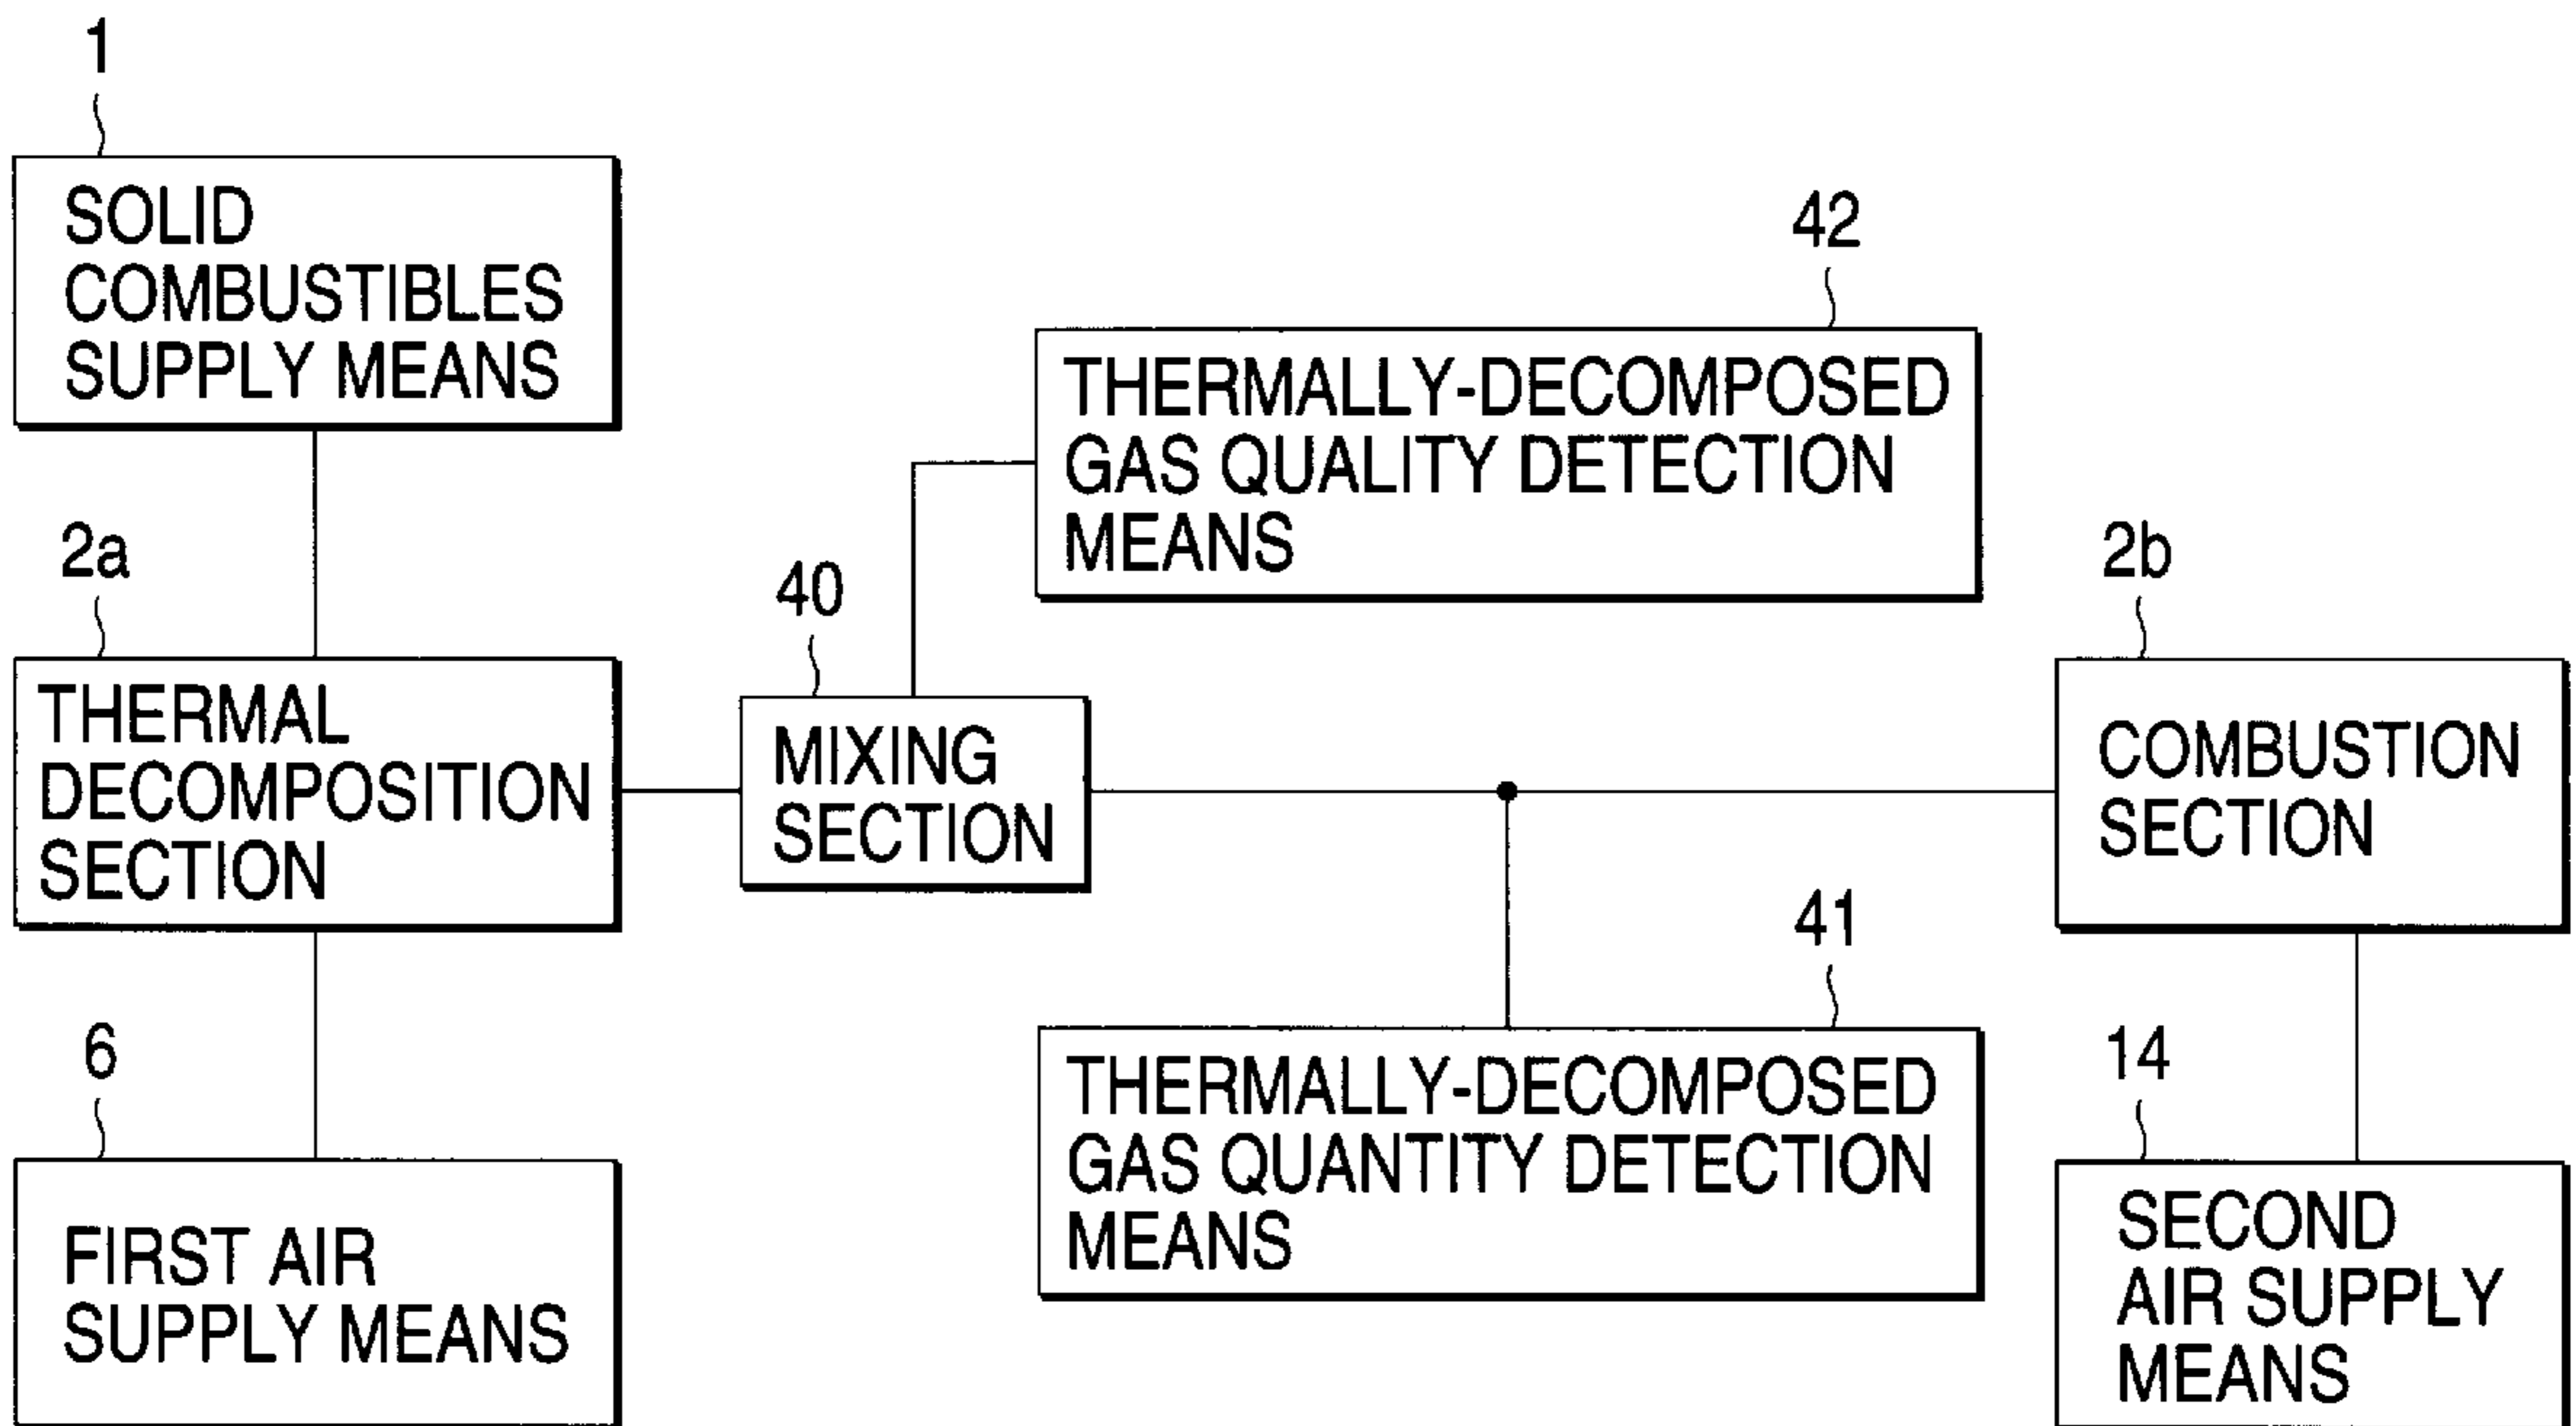 1
SOLID
COMBUSTIBLES
SUPPLY MEANS
42
THERMALLY-DECOMPOSED
GAS QUALITY DETECTION
MEANS
2a
THERMAL
DECOMPOSITION
SECTION
40
MIXING
SECTION
2b
COMBUSTION
SECTION
41
THERMALLY-DECOMPOSED
GAS QUANTITY DETECTION
MEANS
6
FIRST AIR
SUPPLY MEANS
14
SECOND
AIR SUPPLY
MEANS